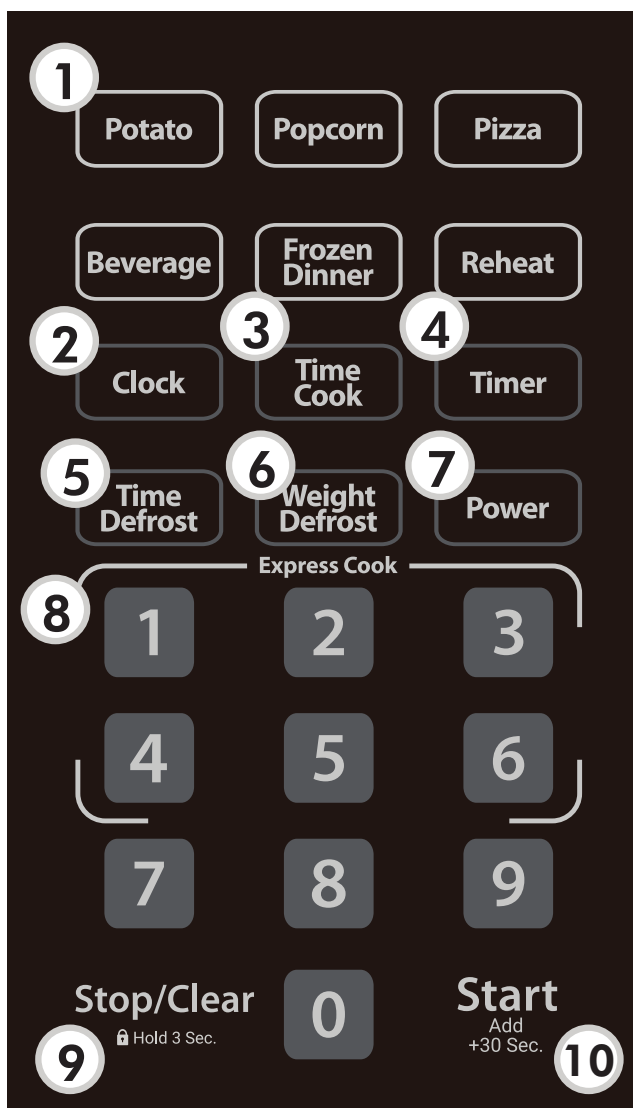 1
Potato
Popcorn
Pizza
Beverage
Frozen
Dinner
Reheat
2
Clock
3
Time
Cook
4
Timer
5
Time
Defrost
6
Weight
Defrost
7
Power
Express Cook
8
1
2
3
4
5
6
7
8
9
Stop/Clear
Hold 3 Sec.
9
0
Start
Add
+30 Sec.
10